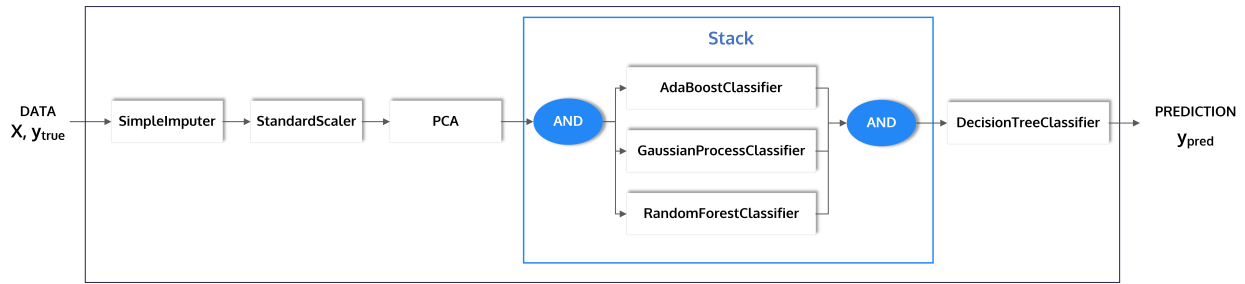 Stack
DATA
X, ytrue
SimpleImputer
StandardScaler
PCA
AND
AdaBoostClassifier
GaussianProcessClassifier
RandomForestClassifier
AND
DecisionTreeClassifier
PREDICTION
ypred